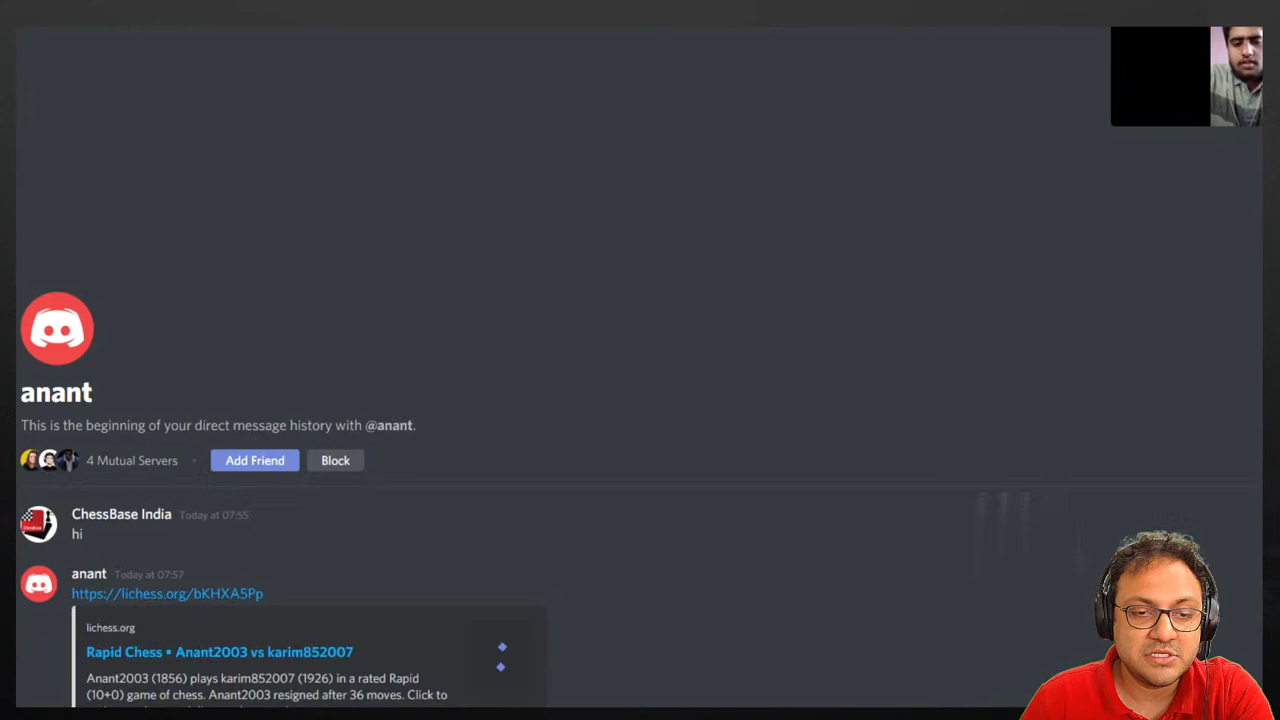 anant
This is the beginning of your direct message history with @anant.
4 Mutual Servers • Add Friend Block
ChessBase India Today at 07:55
hi
anant Today at 07:57
https://lichess.org/bKHXA5Pp
lichess.org
Rapid Chess • Anant2003 vs karim852007
Anant2003 (1856) plays karim852007 (1926) in a rated Rapid
(10+0) game of chess. Anant2003 resigned after 36 moves. Click to